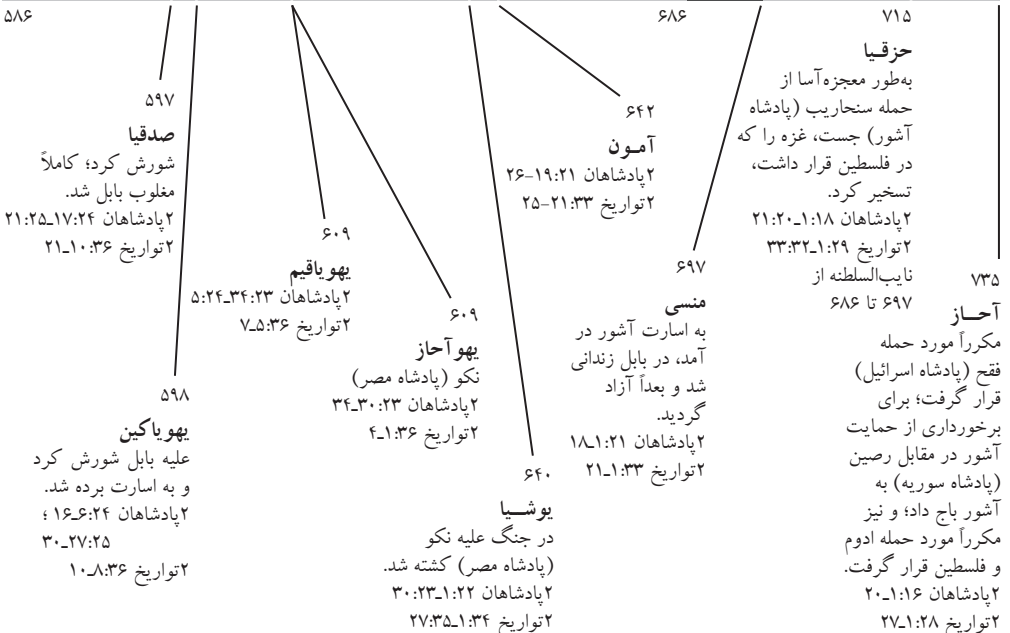 ۷۳۵
آحــاز
مکرراً مورد حمله
فقح (پادشاه اسرائیل)
قرار گرفت؛ برای
برخورداری از حمایت
آشور در مقابل رصین
(پادشاه سوریه) به
آشور باج داد؛ و نیز
مکرراً مورد حمله ادوم
و فلسطین قرار گرفت.
۲پادشاهان ۱:۱۶ـ۲۰
۲تواریخ ۱:۲۸ـ۲۷
۷۱۵
حزقـیا
به‌طور معجزه‌آسا از
حمله سنحاریب (پادشاه
آشور) جست، غزه را که
در فلسطین قرار داشت،
تسخیر کرد.
۲پادشاهان ۱:۱۸ـ۲۱:۲۰
۲تواریخ ۱:۲۹ـ۳۳:۳۲
نایب‌السلطنه از
۶۹۷ تا ۶۸۶
۶۸۶
۶۹۷
منسی
به اسارت آشور در
آمد، در بابل زندانی
شد و بعداً آزاد
گردید.
۲پادشاهان ۱:۲۱ـ۱۸
۲تواریخ ۱:۳۳ـ۲۱
۶۴۲
آمـون
۲پادشاهان ۱۹:۲۱–۲۶
۲تواریخ ۲۱:۳۳–۲۵
۶۴۰
یوشــیا
در جنگ علیه نکو
(پادشاه مصر) کشته شد.
۲پادشاهان ۱:۲۲ـ۳۰:۲۳
۲تواریخ ۱:۳۴ـ۲۷:۳۵
۶۰۹
یهوآحاز
نکو (پادشاه مصر)
۲پادشاهان ۳۰:۲۳ـ۳۴
۲تواریخ ۱:۳۶ـ۴
۶۰۹
یهویاقیم
۲پادشاهان ۳۴:۲۳ـ۵:۲۴
۲تواریخ ۵:۳۶ـ۷
۵۹۸
یهویاکین
علیه بابل شورش کرد
و به اسارت برده شد.
۲پادشاهان ۶:۲۴ـ۱۶ ؛
۲۷:۲۵ـ۳۰
۲تواریخ ۸:۳۶ـ۱۰
۵۹۷
صدقیا
شورش کرد؛ کاملاً
مغلوب بابل شد.
۲پادشاهان ۱۷:۲۴ـ۲۱:۲۵
۲تواریخ ۱۰:۳۶ـ۲۱
۵۸۶